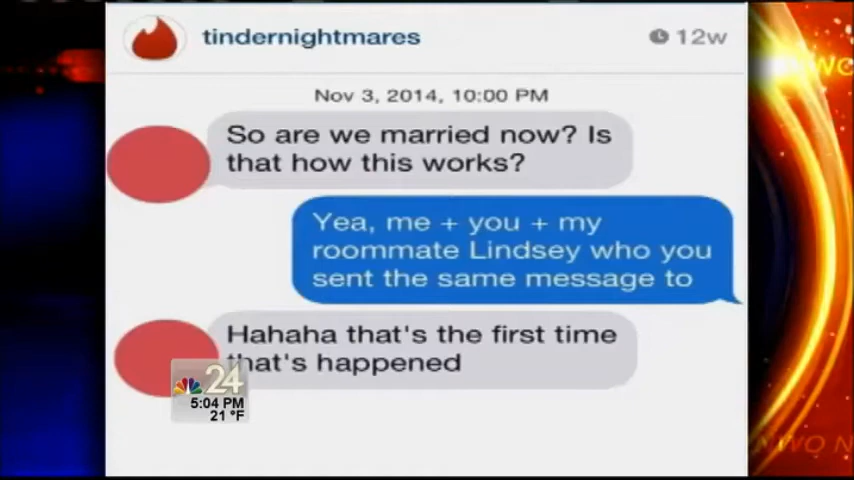 tindernightmares
12w
Nov 3, 2014, 10:00 PM
So are we married now? Is
that how this works?
Yea, me + you + my
roommate Lindsey who you
sent the same message to
Hahaha that's the first time
that's happened
24
5:04 PM
21 °F